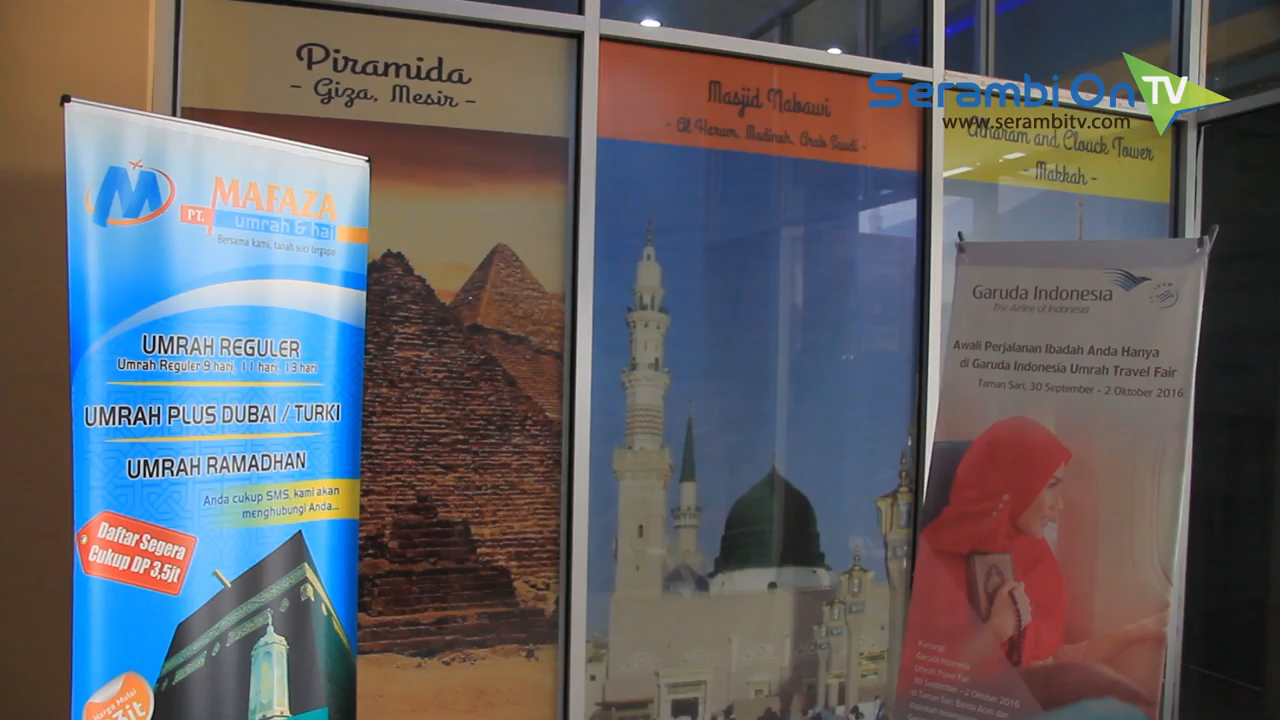 Piramida
- Giza, Mesir -
Masjid Nabawi
- Al Haram, Madinah, Arab Saudi -
Alharam and Clouck Tower
- Makkah -
Serambi On TV
www.serambitv.com
M
PT. MAFAZA
umrah & haji
Bersama kami, tanah suci tergapai
UMRAH REGULER
Umrah Reguler 9 hari, 11 hari, 13 hari
UMRAH PLUS DUBAI / TURKI
UMRAH RAMADHAN
Anda cukup SMS, kami akan
menghubungi Anda...
Daftar Segera
Cukup DP 3,5jt
Harga Mulai
Garuda Indonesia
The Airline of Indonesia
Awali Perjalanan Ibadah Anda Hanya
di Garuda Indonesia Umrah Travel Fair
Taman Sari, 30 September - 2 Oktober 2016
Kunjungi
Garuda Indonesia
Umrah Travel Fair
30 September - 2 Oktober 2016
di Taman Sari, Banda Aceh dan